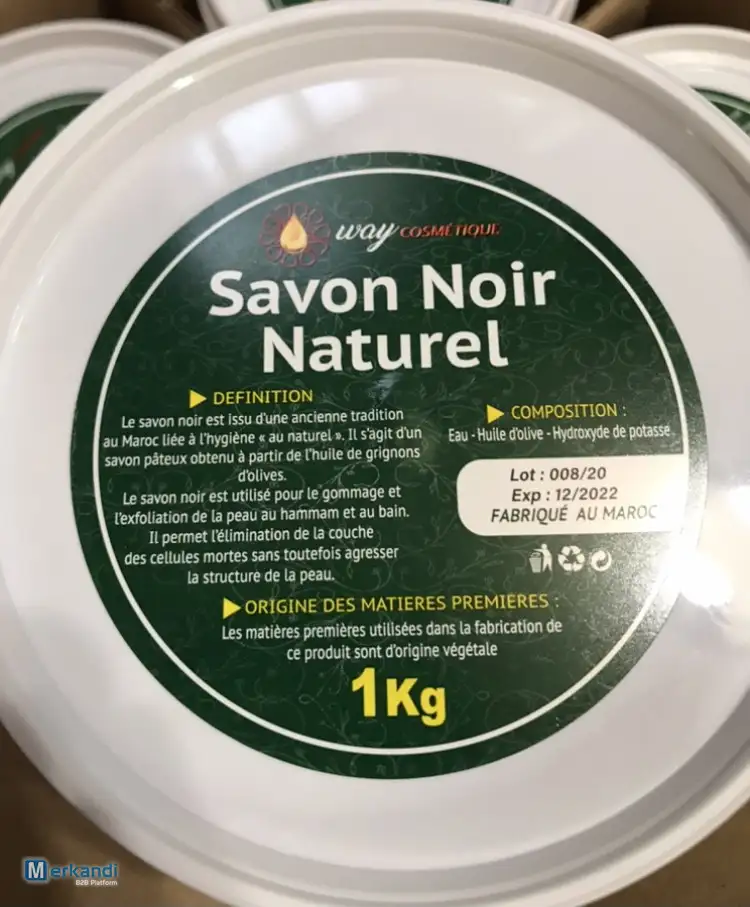 way COSMÉTIQUE
Savon Noir
Naturel
▶ DEFINITION
Le savon noir est issu d'une ancienne tradition
au Maroc liée à l'hygiène « au naturel ». Il s'agit d'un
savon pâteux obtenu à partir de l'huile de grignons
d'olives.
Le savon noir est utilisé pour le gommage et
l'exfoliation de la peau au hammam et au bain.
Il permet l'élimination de la couche
des cellules mortes sans toutefois agresser
la structure de la peau.
▶ COMPOSITION :
Eau - Huile d'olive - Hydroxyde de potasse
Lot : 008/20
Exp : 12/2022
FABRIQUÉ AU MAROC
▶ ORIGINE DES MATIERES PREMIERES :
Les matières premières utilisées dans la fabrication de
ce produit sont d'origine végétale
1Kg
Merkandi
B2B Platform